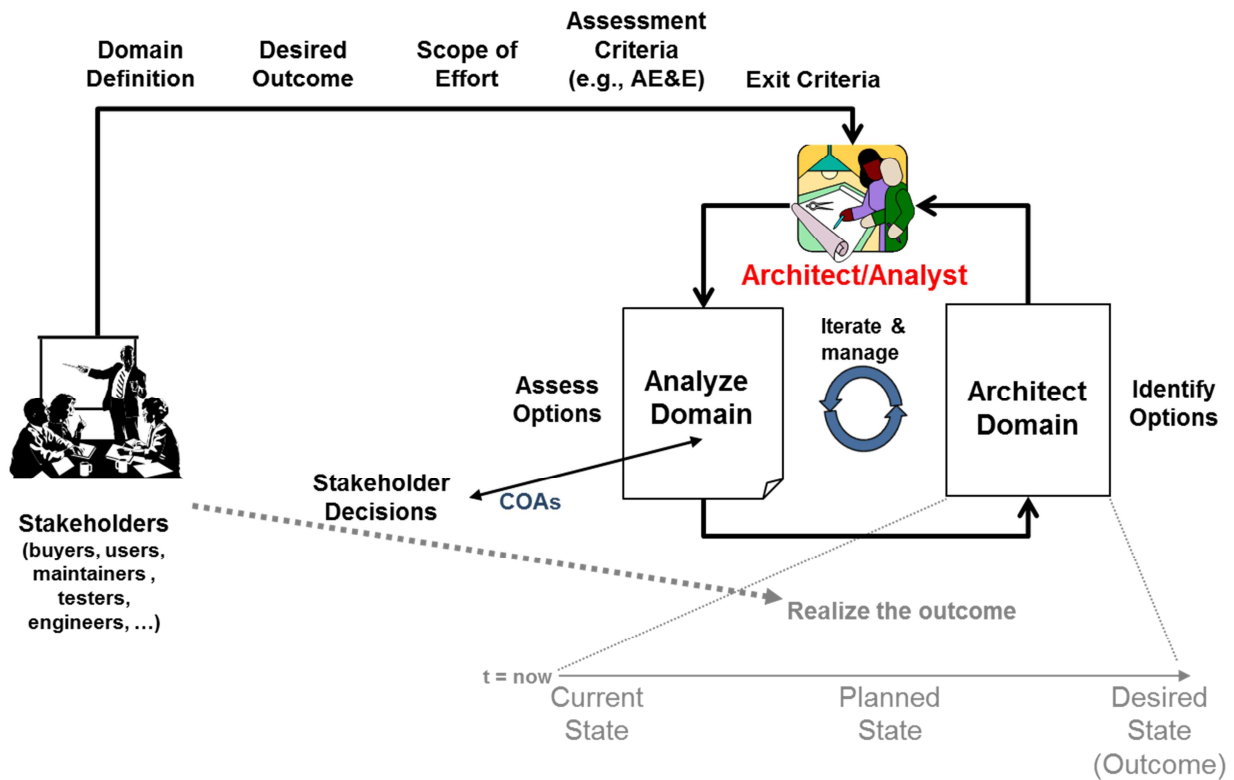 Domain
Definition
Desired
Outcome
Scope of
Effort
Assessment
Criteria
(e.g., AE&E)
Exit Criteria
Architect/Analyst
Iterate &
manage
Assess
Options
Analyze
Domain
Architect
Domain
Identify
Options
Stakeholder
Decisions
COAs
Stakeholders
(buyers, users,
maintainers ,
testers,
engineers, ...)
Realize the outcome
t = now
Current
State
Planned
State
Desired
State
(Outcome)